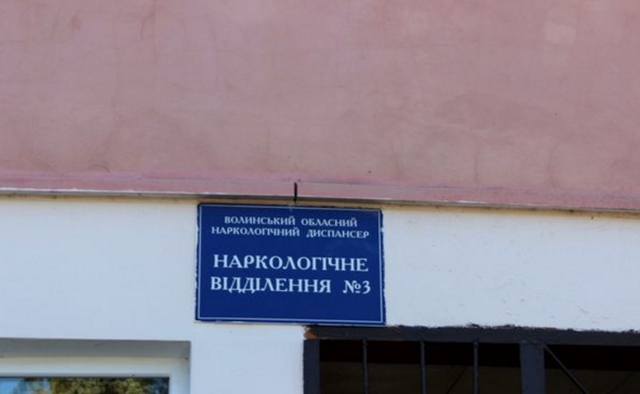 ВОЛИНСЬКИЙ ОБЛАСНИЙ
НАРКОЛОГІЧНИЙ ДИСПАНСЕР
НАРКОЛОГІЧНЕ
ВІДДІЛЕННЯ №3